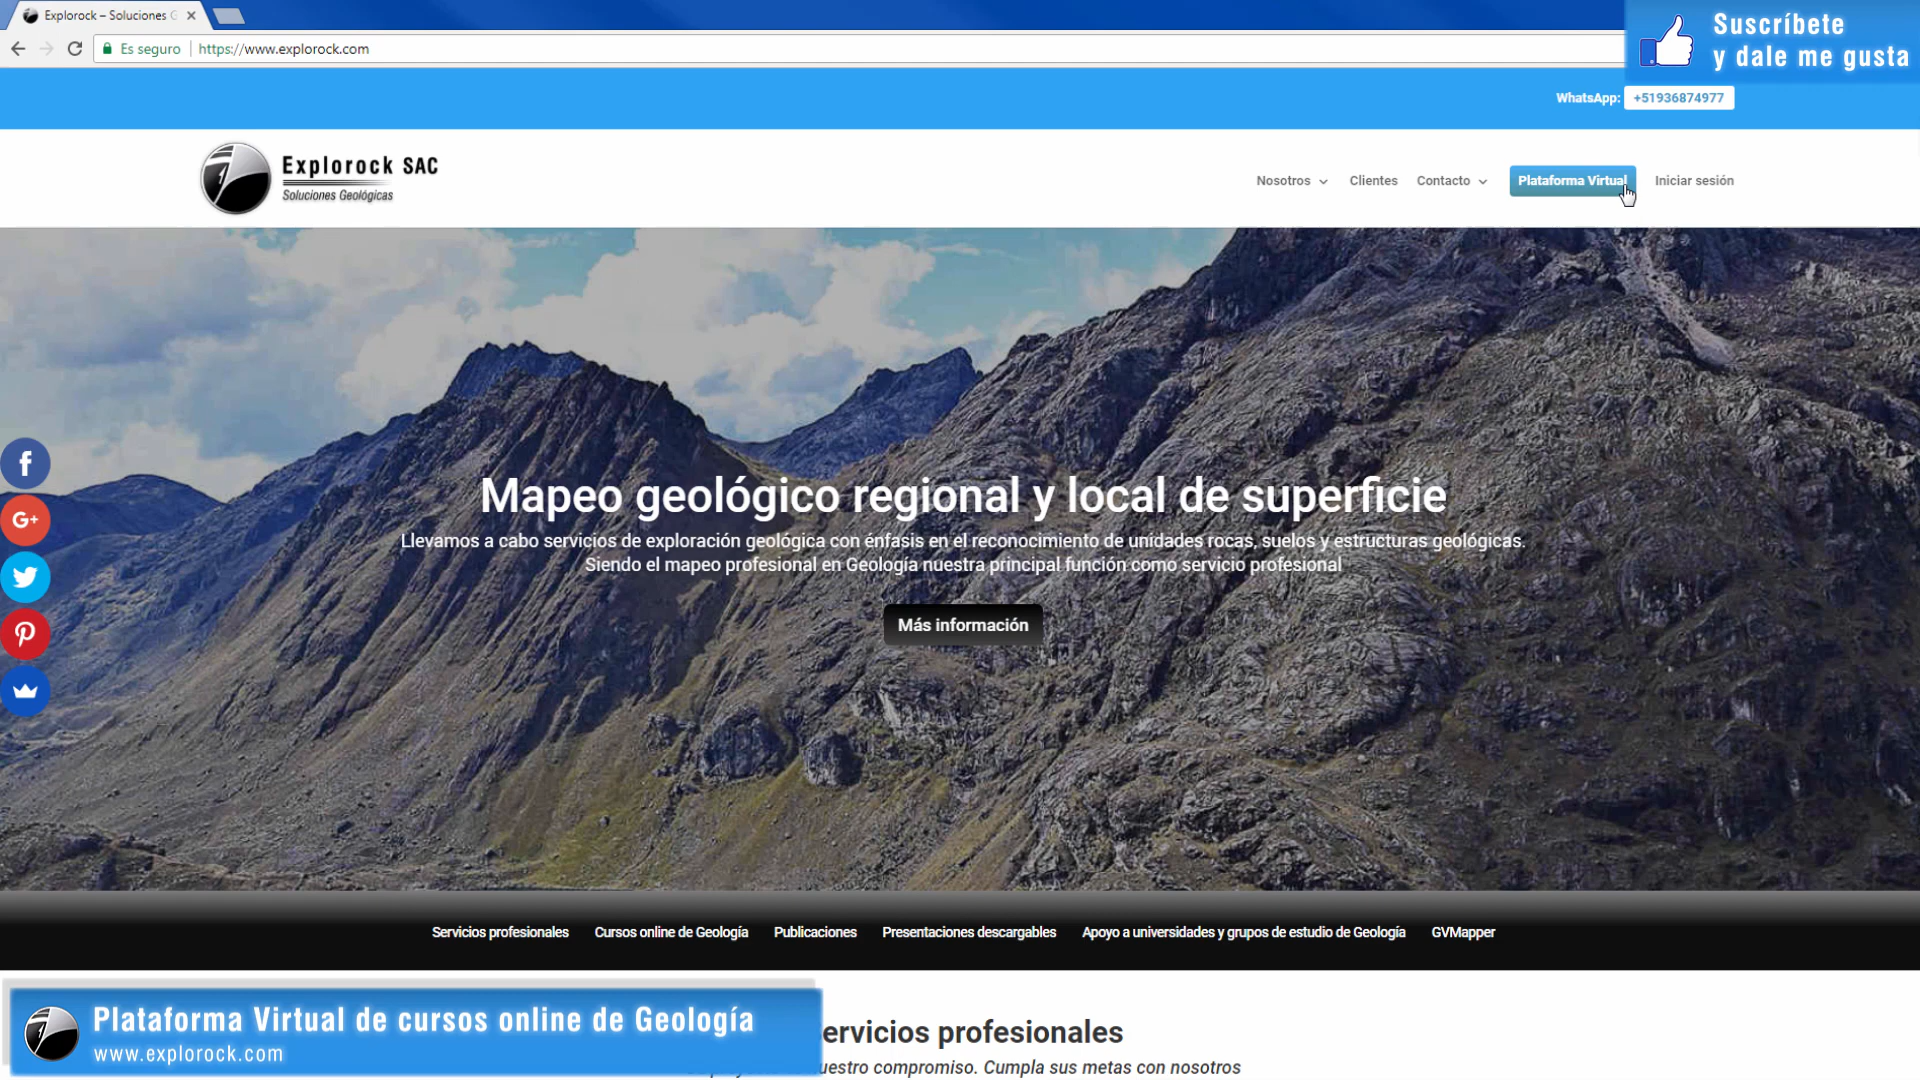 Explorock – Soluciones G
Es seguro
https://www.explorock.com
Suscríbete
y dale me gusta
WhatsApp: +51936874977
Explorock SAC
Soluciones Geológicas
Nosotros
Clientes
Contacto
Plataforma Virtual
Iniciar sesión
Mapeo geológico regional y local de superficie
Llevamos a cabo servicios de exploración geológica con énfasis en el reconocimiento de unidades rocas, suelos y estructuras geológicas.
Siendo el mapeo profesional en Geología nuestra principal función como servicio profesional
Más información
f
G+
Servicios profesionales
Cursos online de Geología
Publicaciones
Presentaciones descargables
Apoyo a universidades y grupos de estudio de Geología
GVMapper
Plataforma Virtual de cursos online de Geología
www.explorock.com
ervicios profesionales
uestro compromiso. Cumpla sus metas con nosotros